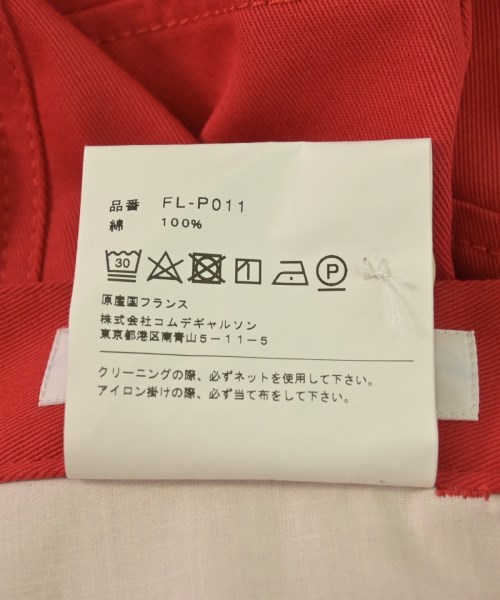 品番 FL-P011
綿 100%
30 P
原産国フランス
株式会社コムデギャルソン
東京都港区南青山5-11-5
クリーニングの際、必ずネットを使用して下さい。
アイロン掛けの際、必ず当て布をして下さい。